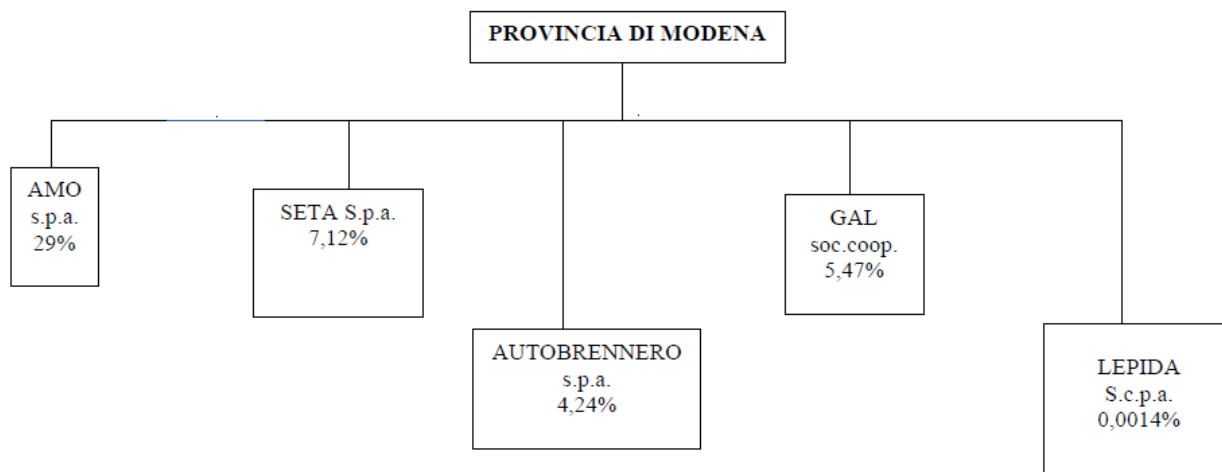 PROVINCIA DI MODENA
AMO
s.p.a.
29%
SETA S.p.a.
7,12%
AUTOBRENNERO
s.p.a.
4,24%
GAL
soc.coop.
5,47%
LEPIDA
S.c.p.a.
0,0014%